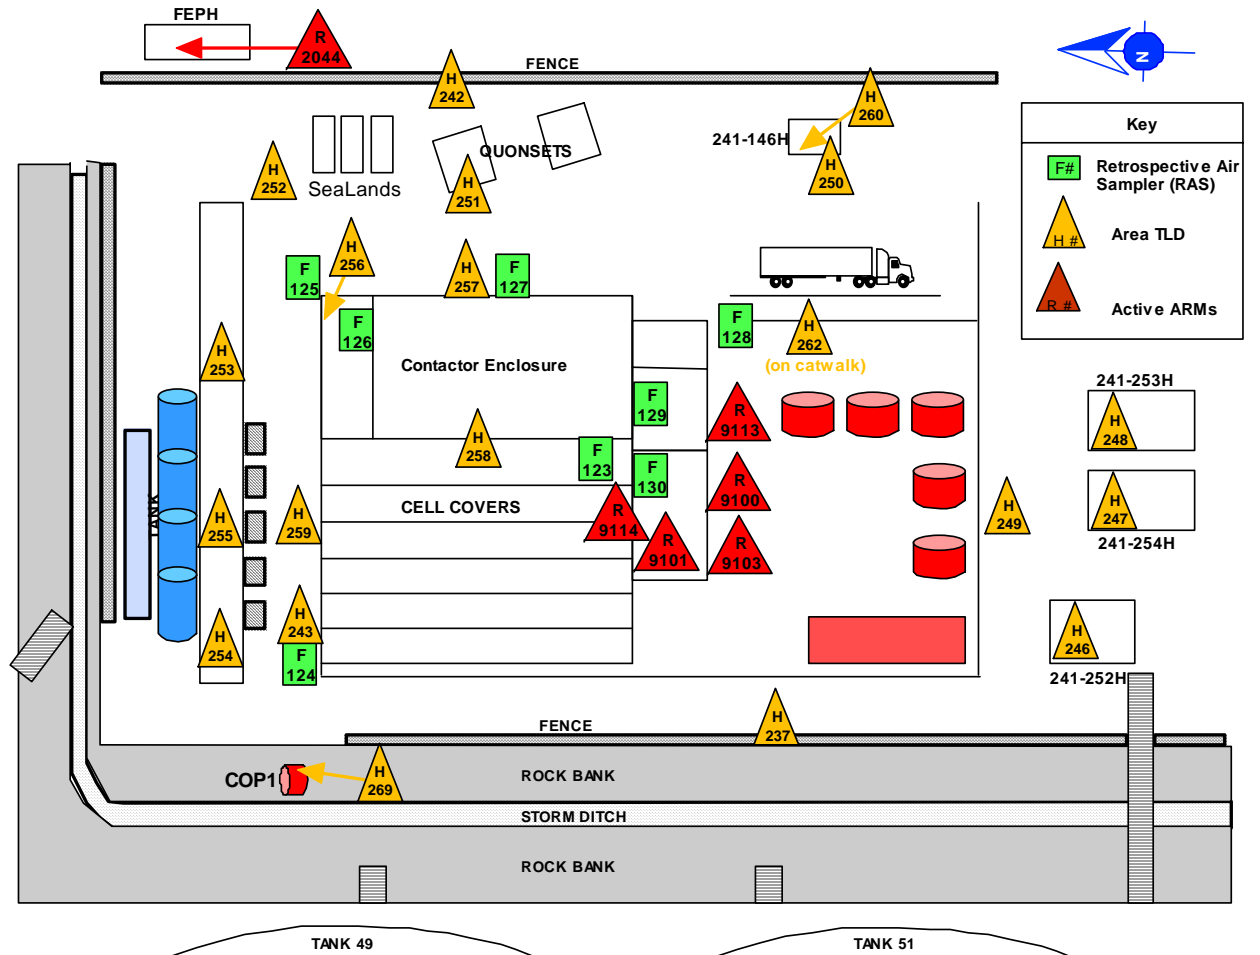 FEPH
R
2044
FENCE
H
242
H
260
241-146H
H
250
N
Key
F#
Retrospective Air
Sampler (RAS)
H #
Area TLD
R #
Active ARMs
H
252
SeaLands
QUONSETS
H
251
H
256
F
125
H
257
F
127
F
126
F
128
H
262
(on catwalk)
Contactor Enclosure
H
253
F
129
R
9113
241-253H
H
248
H
258
F
123
F
130
R
9100
H
247
241-254H
TANK
H
255
H
259
CELL COVERS
R
9114
R
9101
R
9103
H
249
H
243
H
254
F
124
H
246
241-252H
H
237
FENCE
COP1
H
269
ROCK BANK
STORM DITCH
ROCK BANK
TANK 49
TANK 51